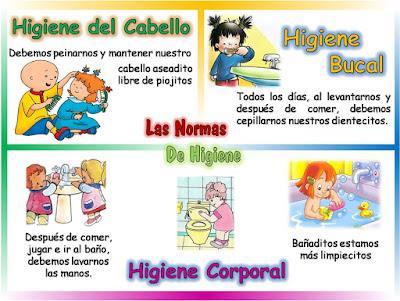 Higiene del Cabello
Debemos peinarnos y mantener nuestro
cabello aseadito
libre de piojitos
Higiene
Bucal
Todos los días, al levantarnos y
después de comer, debemos
cepillarnos nuestros dientecitos.
Las Normas
De Higiene
Después de comer,
jugar e ir al baño,
debemos lavarnos
las manos.
Bañaditos estamos
más limpiecitos
Higiene Corporal